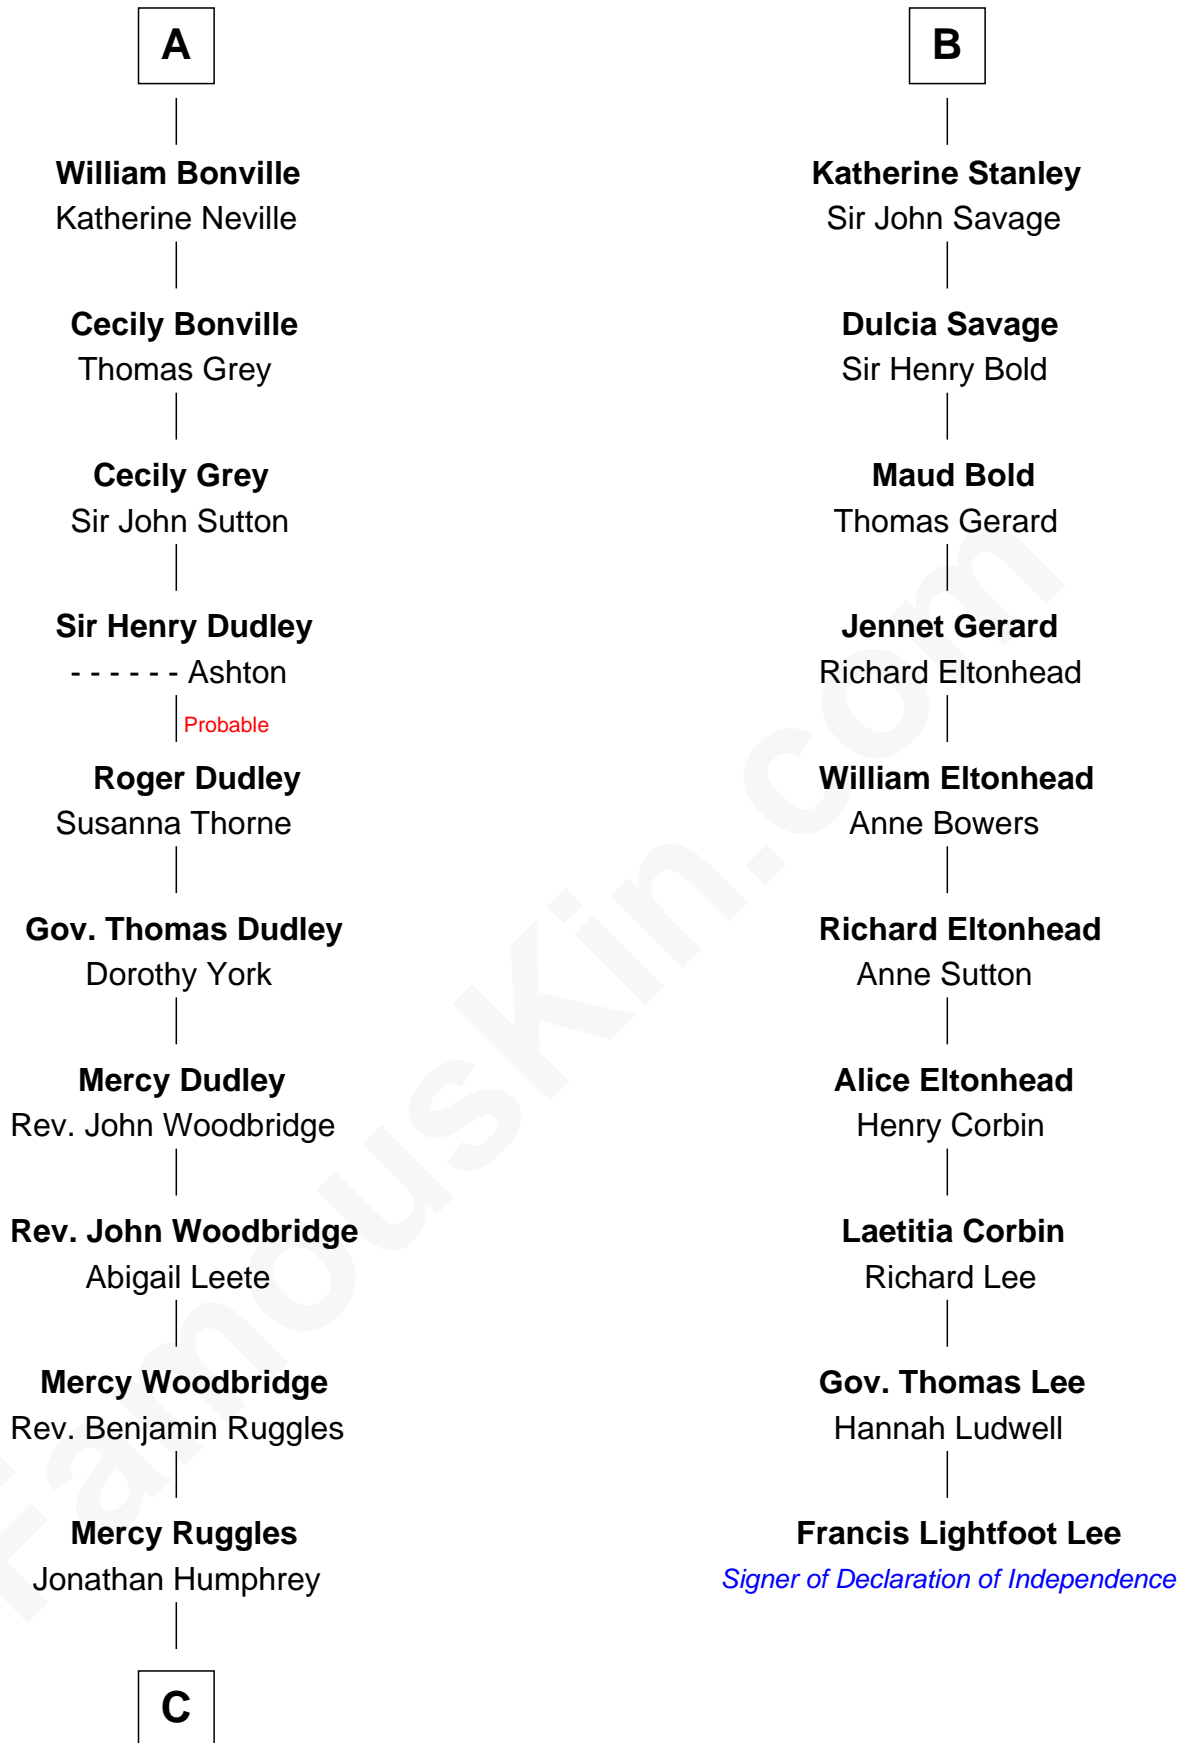 A
William Bonville
Katherine Neville
Cecily Bonville
Thomas Grey
Cecily Grey
Sir John Sutton
Sir Henry Dudley
- - - - - - Ashton
Probable
Roger Dudley
Susanna Thorne
Gov. Thomas Dudley
Dorothy York
Mercy Dudley
Rev. John Woodbridge
Rev. John Woodbridge
Abigail Leete
Mercy Woodbridge
Rev. Benjamin Ruggles
Mercy Ruggles
Jonathan Humphrey
C
B
Katherine Stanley
Sir John Savage
Dulcia Savage
Sir Henry Bold
Maud Bold
Thomas Gerard
Jennet Gerard
Richard Eltonhead
William Eltonhead
Anne Bowers
Richard Eltonhead
Anne Sutton
Alice Eltonhead
Henry Corbin
Laetitia Corbin
Richard Lee
Gov. Thomas Lee
Hannah Ludwell
Francis Lightfoot Lee
Signer of Declaration of Independence
FamousKin.com